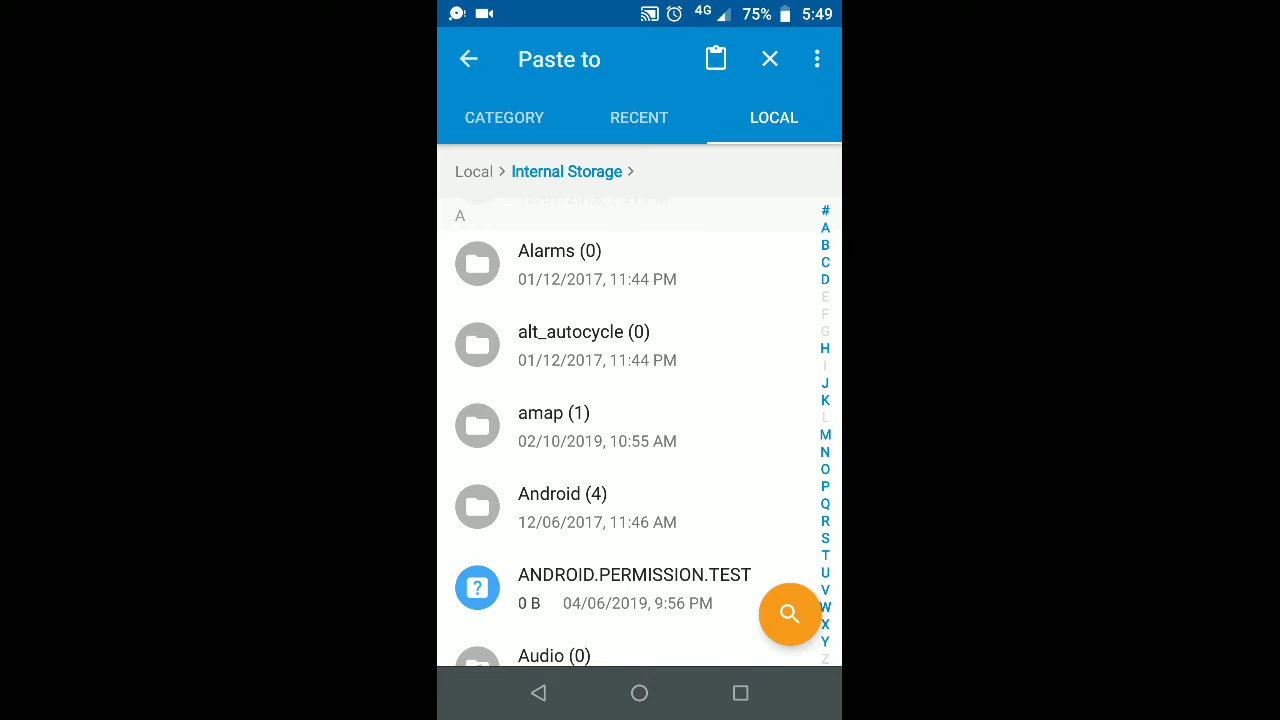 4G 75% 5:49
Paste to
CATEGORY RECENT LOCAL
Local > Internal Storage >
A
Alarms (0)
01/12/2017, 11:44 PM
alt_autocycle (0)
01/12/2017, 11:44 PM
amap (1)
02/10/2019, 10:55 AM
Android (4)
12/06/2017, 11:46 AM
ANDROID.PERMISSION.TEST
0 B 04/06/2019, 9:56 PM
Audio (0)
#
A
B
C
D
E
F
G
H
I
J
K
L
M
N
O
P
Q
R
S
T
U
V
W
X
Y
Z